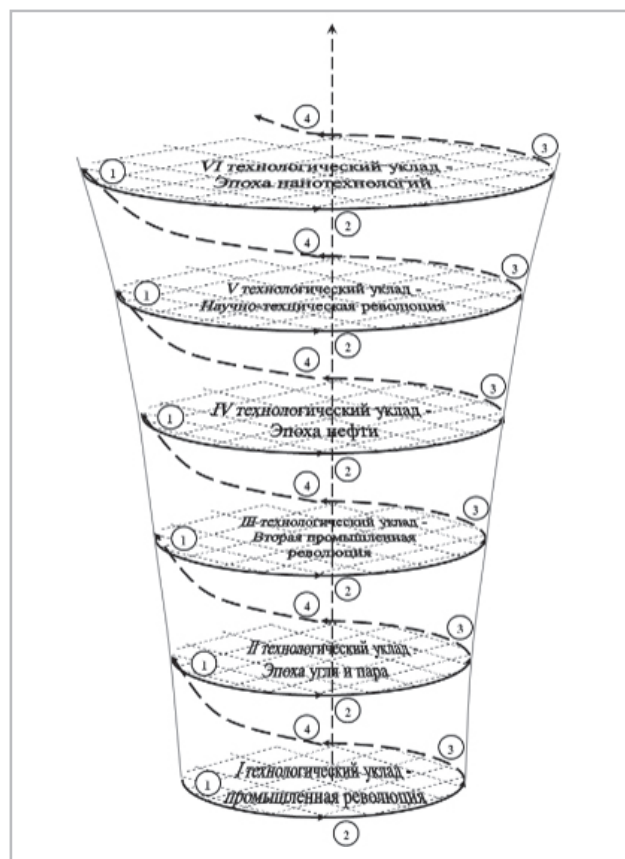 4
3
1
VI технологический уклад -
Эпоха нанотехнологий
2
4
3
1
V технологический уклад -
Научно-техническая революция
2
4
3
1
IV технологический уклад -
Эпоха нефти
2
4
3
1
III технологический уклад -
Вторая промышленная
революция
2
4
3
1
II технологический уклад -
Эпоха угля и пара
2
4
3
1
I технологический уклад -
промышленная революция
2